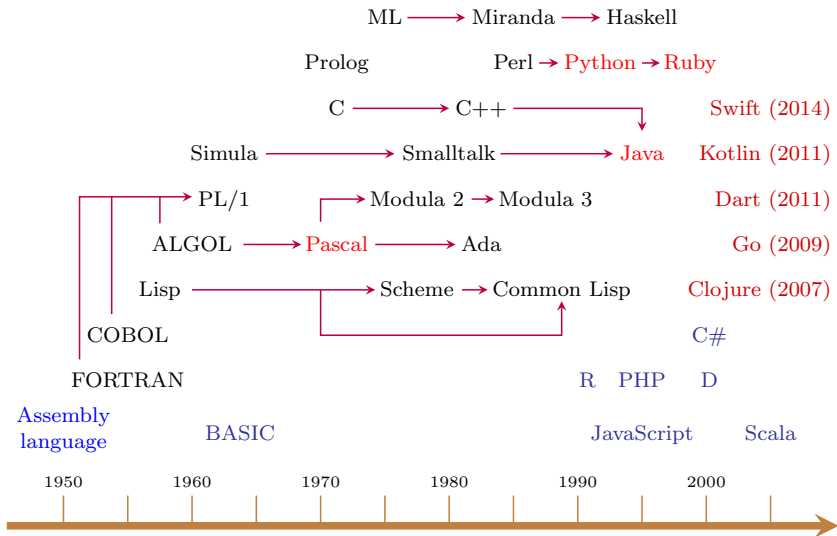 ML Miranda Haskell
Prolog Perl Python Ruby
C C++ Swift (2014)
Simula Smalltalk Java Kotlin (2011)
PL/1 Modula 2 Modula 3 Dart (2011)
ALGOL Pascal Ada Go (2009)
Lisp Scheme Common Lisp Clojure (2007)
COBOL C#
FORTRAN R PHP D
Assembly
language BASIC JavaScript Scala
1950 1960 1970 1980 1990 2000